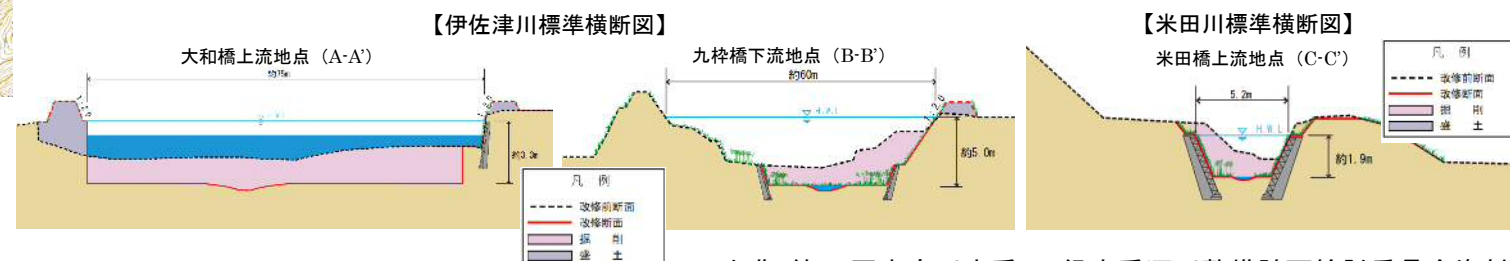 【伊佐津川標準横断図】
大和橋上流地点（A-A’）
約75m
H.W.L
約3.3m
九枠橋下流地点（B-B’）
約60m
H.W.L
1:2.0
約5.0m
凡 例
改修前断面
改修断面
掘 削
盛 土
【米田川標準横断図】
米田橋上流地点（C-C’）
5.2m
H.W.L
約1.9m
凡 例
改修前断面
改修断面
掘 削
盛 土